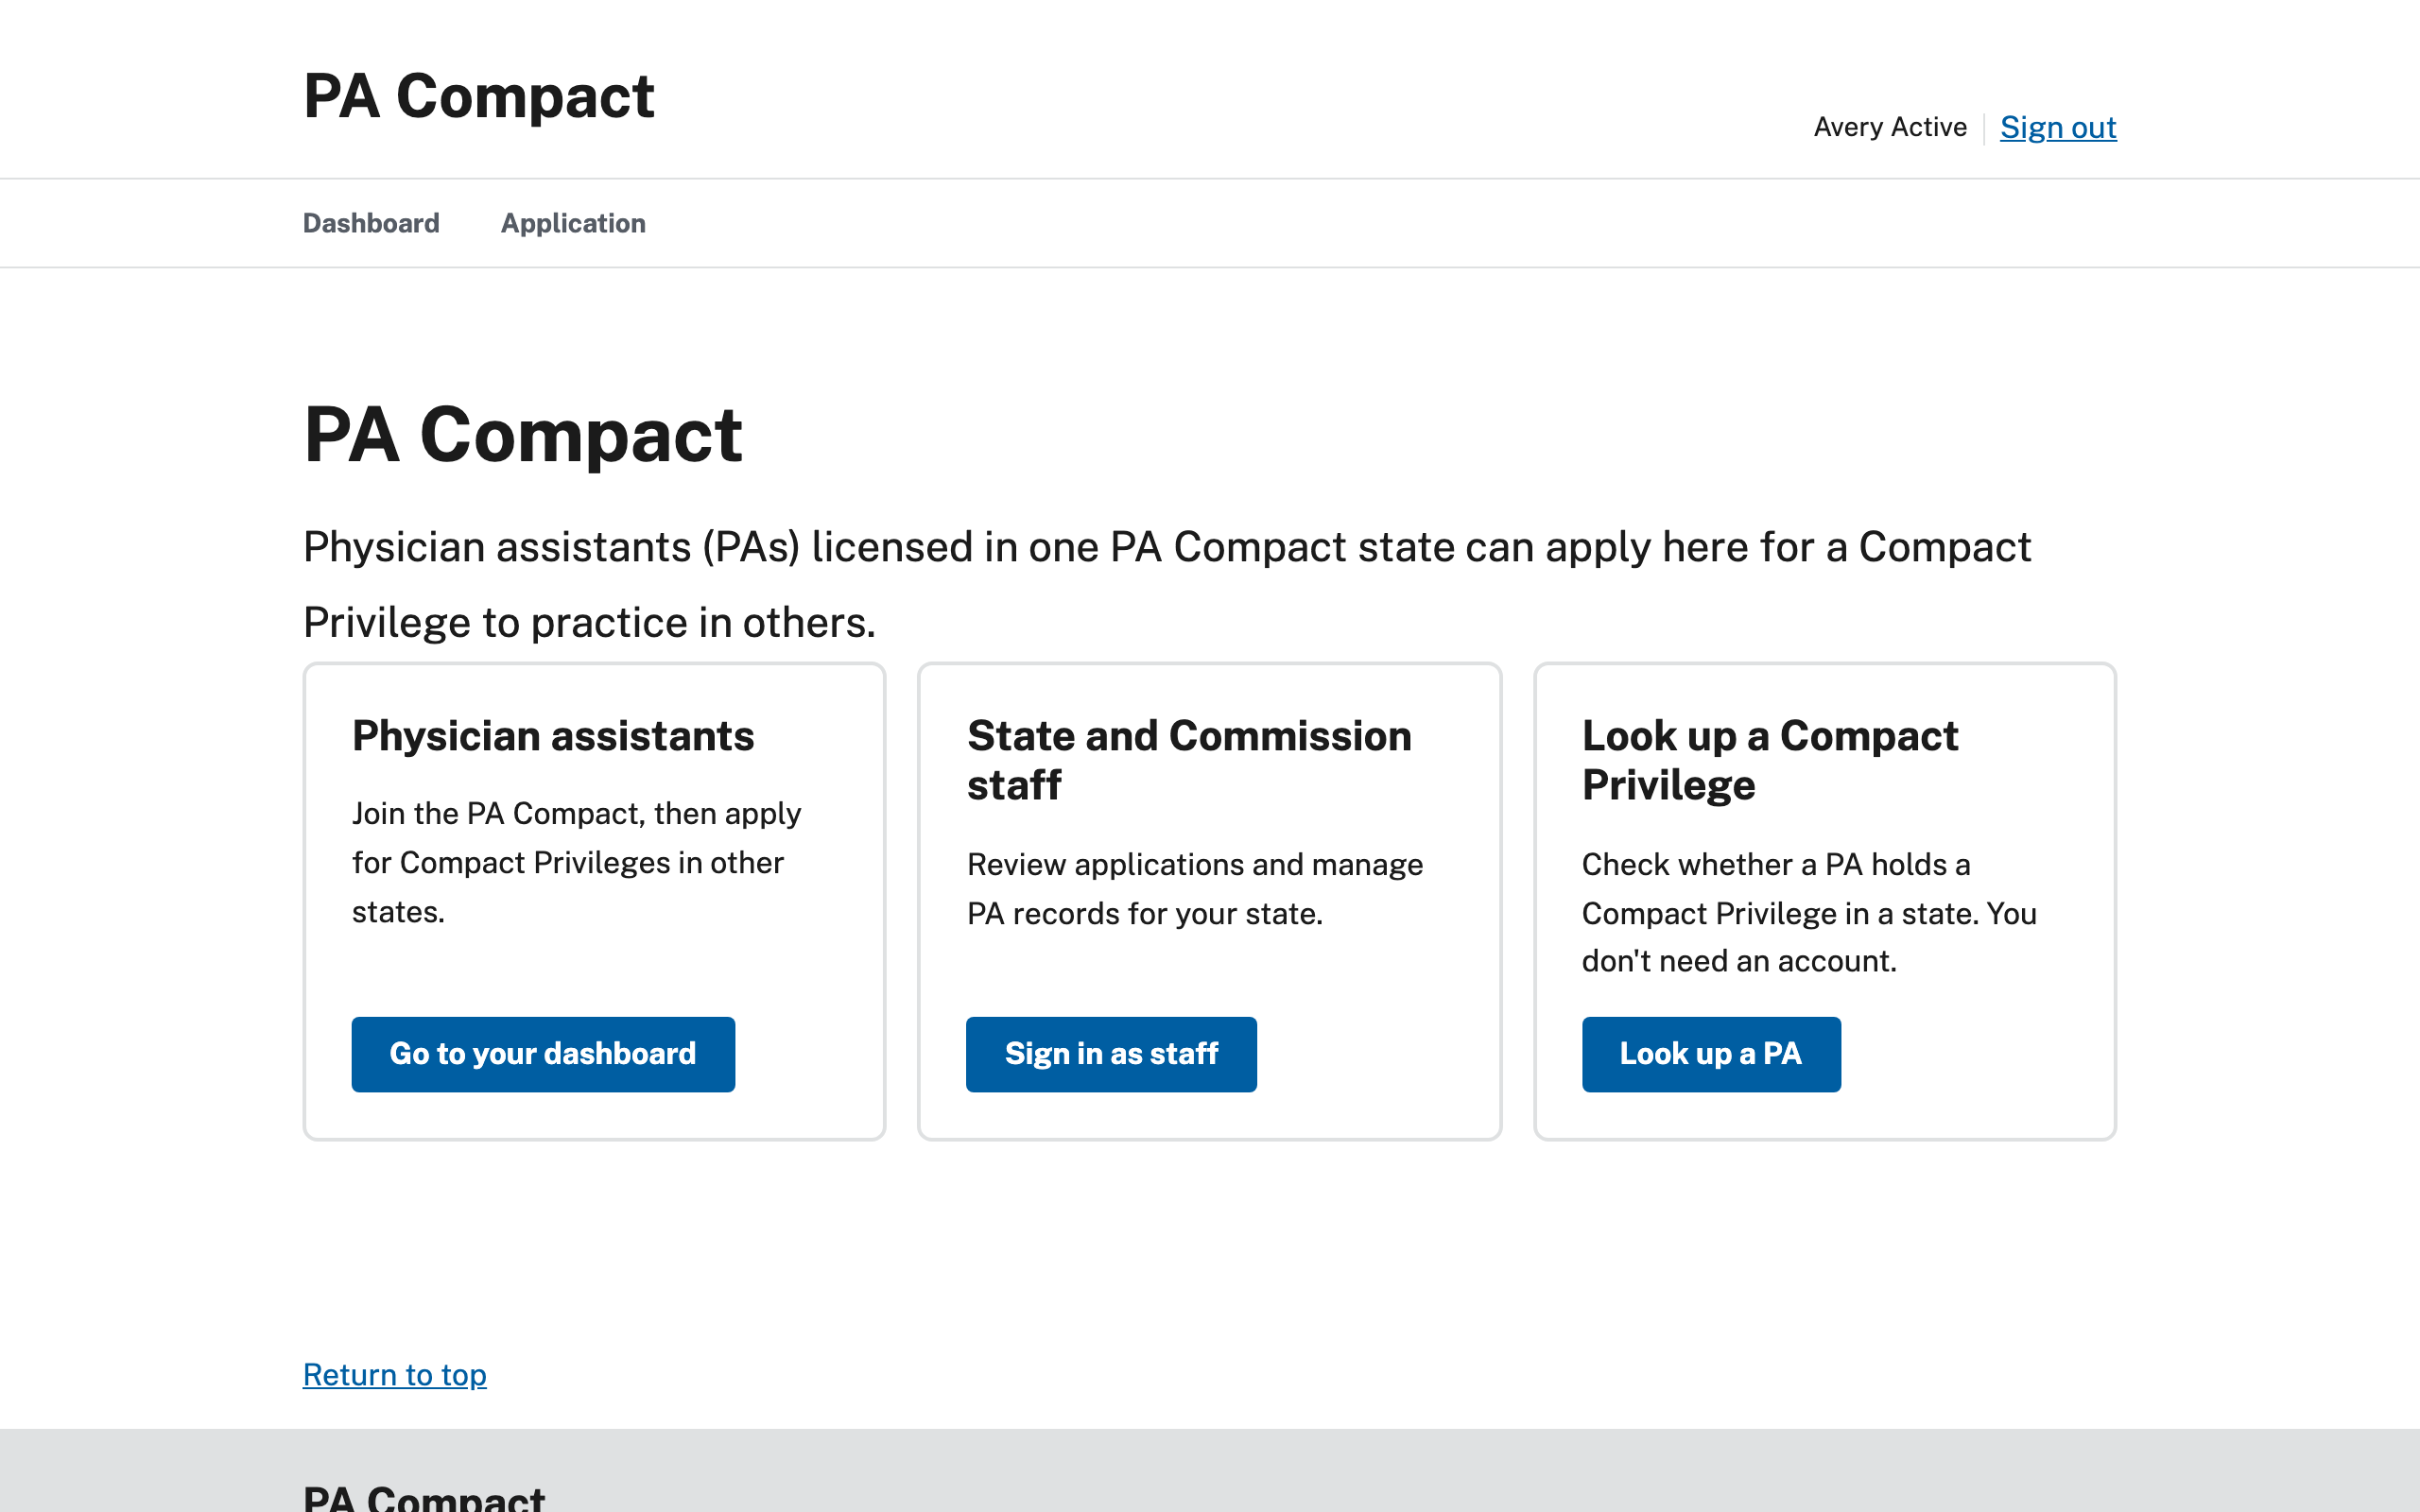 PA Compact
Avery Active
Sign out
Dashboard
Application
PA Compact
Physician assistants (PAs) licensed in one PA Compact state can apply here for a Compact
Privilege to practice in others.
Physician assistants
Join the PA Compact, then apply
for Compact Privileges in other
states.
Go to your dashboard
State and Commission
staff
Review applications and manage
PA records for your state.
Sign in as staff
Look up a Compact
Privilege
Check whether a PA holds a
Compact Privilege in a state. You
don't need an account.
Look up a PA
Return to top
PA Compact